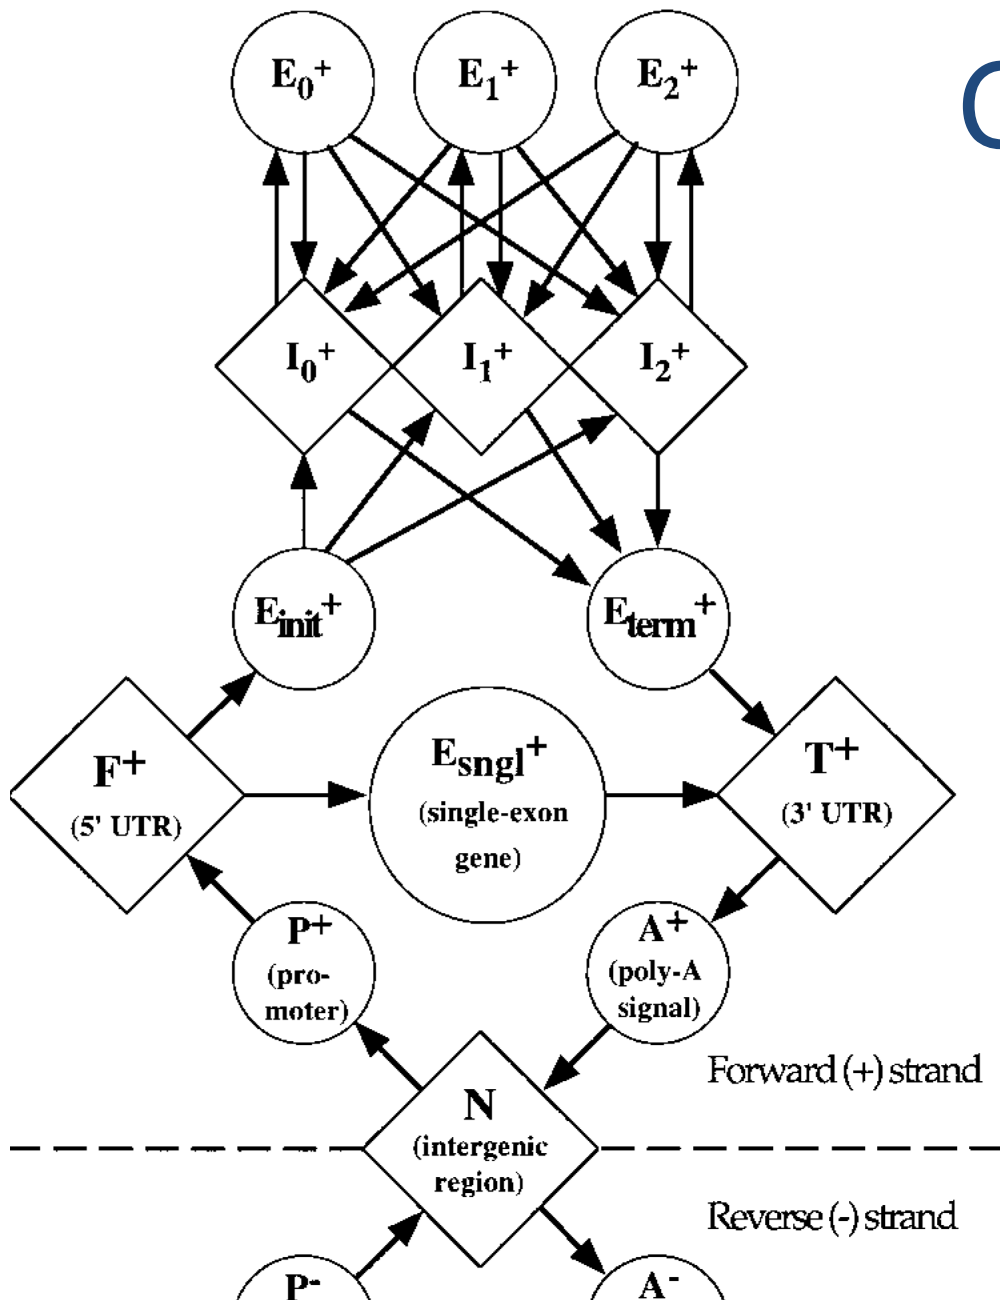 E0+ E1+ E2+
I0+ I1+ I2+
Einit+ Eterm+
F+
(5' UTR)
Esngl+
(single-exon
gene)
T+
(3' UTR)
P+
(pro-
moter)
A+
(poly-A
signal)
Forward (+) strand
N
(intergenic
region)
Reverse (-) strand
P- A-